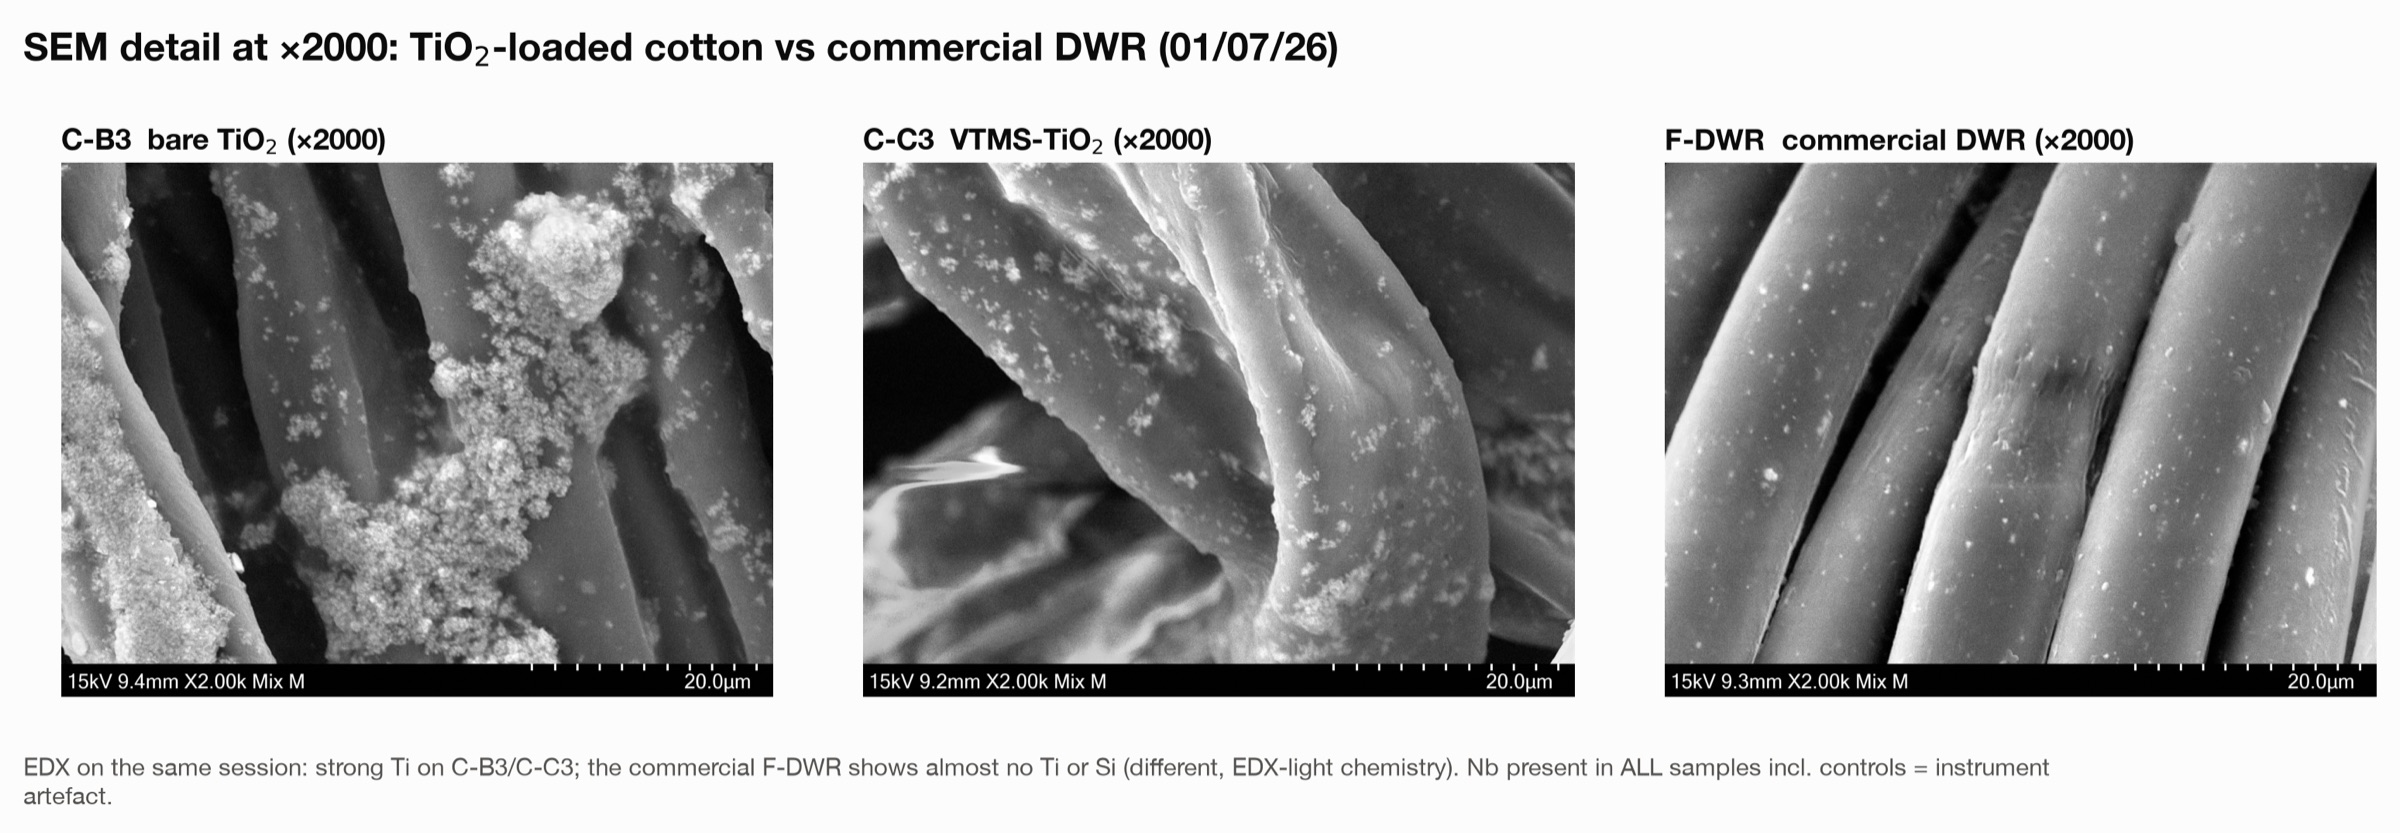 SEM detail at ×2000: TiO₂-loaded cotton vs commercial DWR (01/07/26)
C-B3 bare TiO₂ (×2000)
C-C3 VTMS-TiO₂ (×2000)
F-DWR commercial DWR (×2000)
15kV 9.4mm X2.00k Mix M 20.0µm
15kV 9.2mm X2.00k Mix M 20.0µm
15kV 9.3mm X2.00k Mix M 20.0µm
EDX on the same session: strong Ti on C-B3/C-C3; the commercial F-DWR shows almost no Ti or Si (different, EDX-light chemistry). Nb present in ALL samples incl. controls = instrument
artefact.